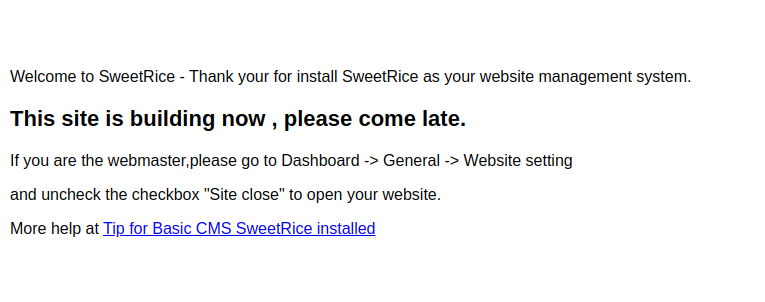 Welcome to SweetRice - Thank your for install SweetRice as your website management system.
This site is building now , please come late.
If you are the webmaster,please go to Dashboard -> General -> Website setting
and uncheck the checkbox "Site close" to open your website.
More help at Tip for Basic CMS SweetRice installed